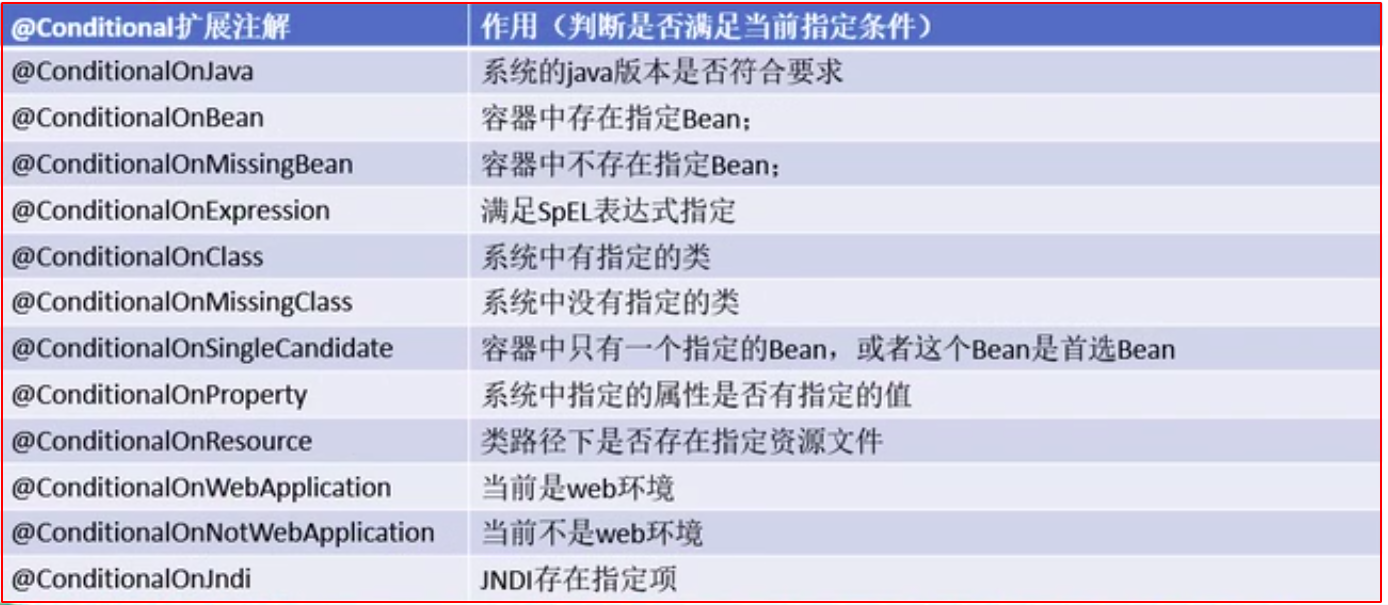 @Conditional扩展注解 作用（判断是否满足当前指定条件）
@ConditionalOnJava 系统的java版本是否符合要求
@ConditionalOnBean 容器中存在指定Bean；
@ConditionalOnMissingBean 容器中不存在指定Bean；
@ConditionalOnExpression 满足SpEL表达式指定
@ConditionalOnClass 系统中有指定的类
@ConditionalOnMissingClass 系统中没有指定的类
@ConditionalOnSingleCandidate 容器中只有一个指定的Bean，或者这个Bean是首选Bean
@ConditionalOnProperty 系统中指定的属性是否有指定的值
@ConditionalOnResource 类路径下是否存在指定资源文件
@ConditionalOnWebApplication 当前是web环境
@ConditionalOnNotWebApplication 当前不是web环境
@ConditionalOnJndi JNDI存在指定项